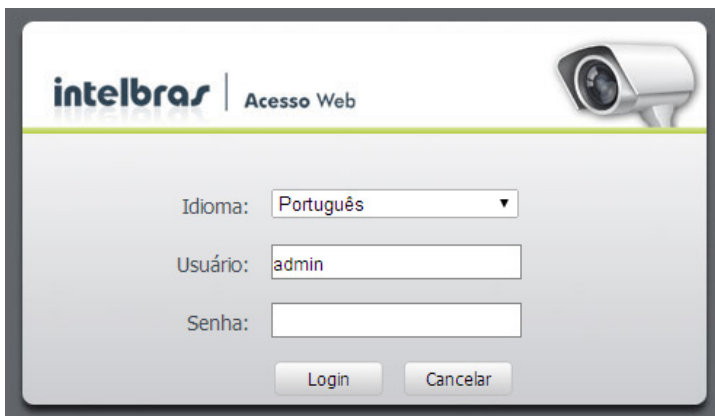 intelbras Acesso Web
Idioma: Português
Usuário: admin
Senha:
Login Cancelar